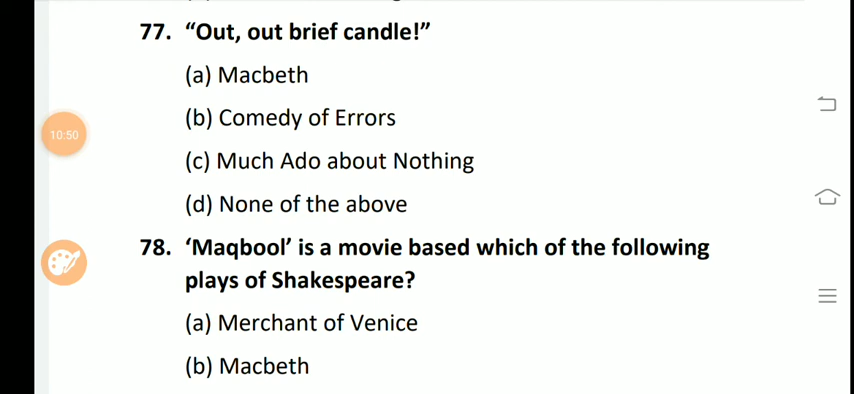 77. “Out, out brief candle!”
(a) Macbeth
(b) Comedy of Errors
10:50
(c) Much Ado about Nothing
(d) None of the above
78. ‘Maqbool’ is a movie based which of the following
plays of Shakespeare?
(a) Merchant of Venice
(b) Macbeth